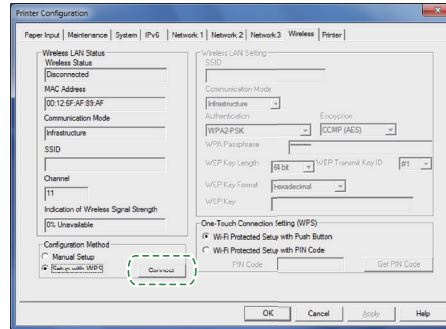 Printer Configuration
Paper Input Maintenance System IPv6 Network 1 Network 2 Network3 Wireless Printer
Wireless LAN Status
Wireless Status
Disconnected
MAC Address
00:12:6F:AF:89:AF
Communication Mode
Infrastructure
SSID
Channel
11
Indication of Wireless Signal Strength
0% Unavailable
Configuration Method
Manual Setup
Setup with WPS
Connect
Wireless LAN Setting
SSID
Communication Mode
Infrastructure
Authentication Encryption
WPA2-PSK CCMP (AES)
WPA Passphrase
WEP Key Length 64 bit WEP Transmit Key ID #1
WEP Key Format Hexadecimal
WEP Key
One-Touch Connection Setting (WPS)
Wi-Fi Protected Setup with Push Button
Wi-Fi Protected Setup with PIN Code
PIN Code Get PIN Code
OK Cancel Apply Help